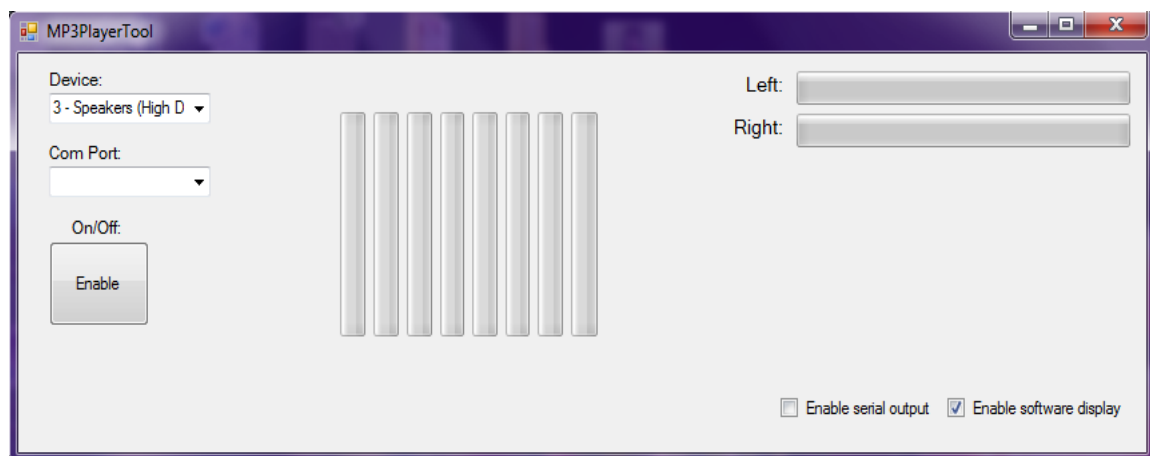 MP3PlayerTool
Device:
3 - Speakers (High D
Com Port:
On/Off:
Enable
Left:
Right:
Enable serial output
Enable software display